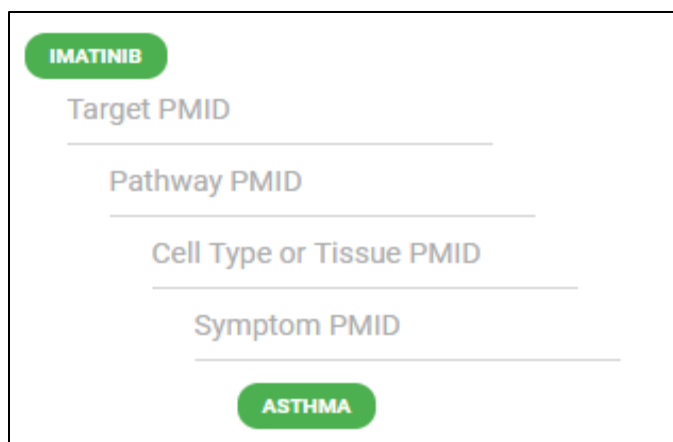 IMATINIB
Target PMID
Pathway PMID
Cell Type or Tissue PMID
Symptom PMID
ASTHMA